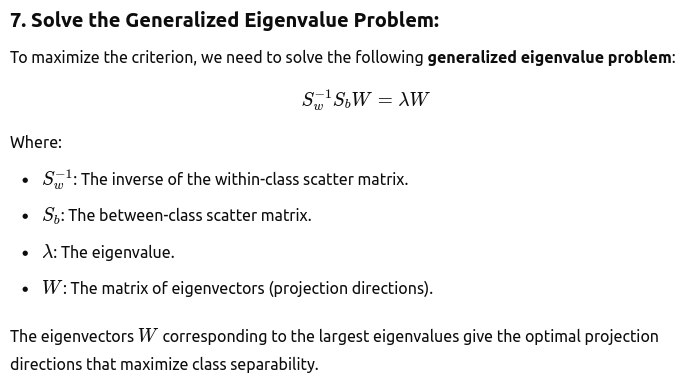 7. Solve the Generalized Eigenvalue Problem:
To maximize the criterion, we need to solve the following generalized eigenvalue problem:
$S_w^{-1} S_b W = \lambda W$
Where:
• $S_w^{-1}$: The inverse of the within-class scatter matrix.
• $S_b$: The between-class scatter matrix.
• $\lambda$: The eigenvalue.
• $W$: The matrix of eigenvectors (projection directions).
The eigenvectors $W$ corresponding to the largest eigenvalues give the optimal projection
directions that maximize class separability.